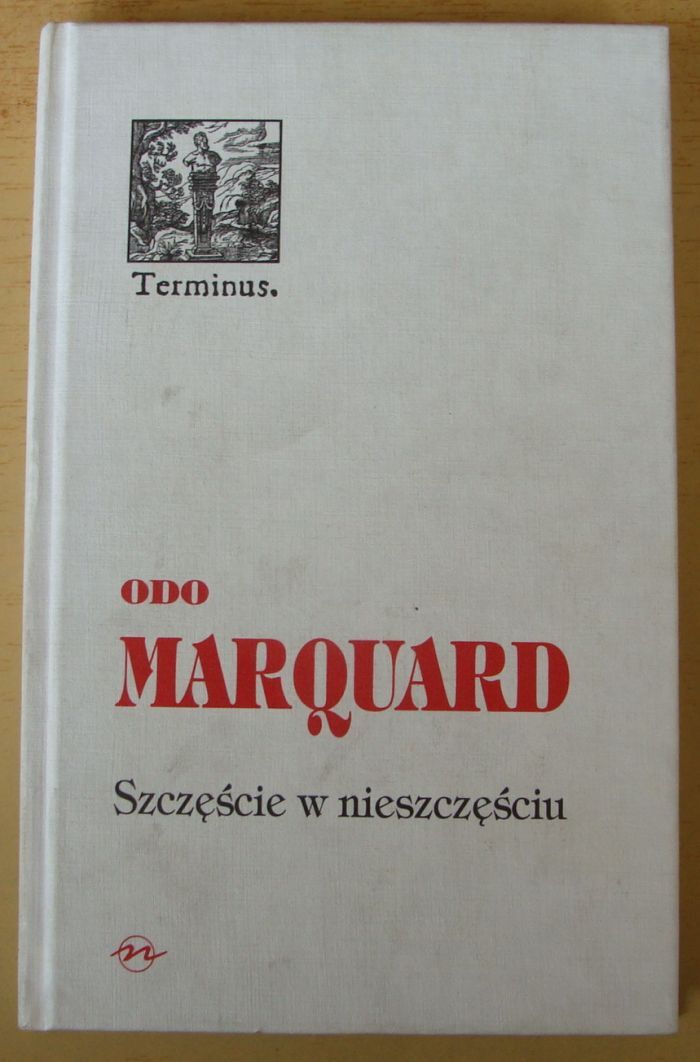 Terminus.
ODO
MARQUARD
Szczęście w nieszczęściu